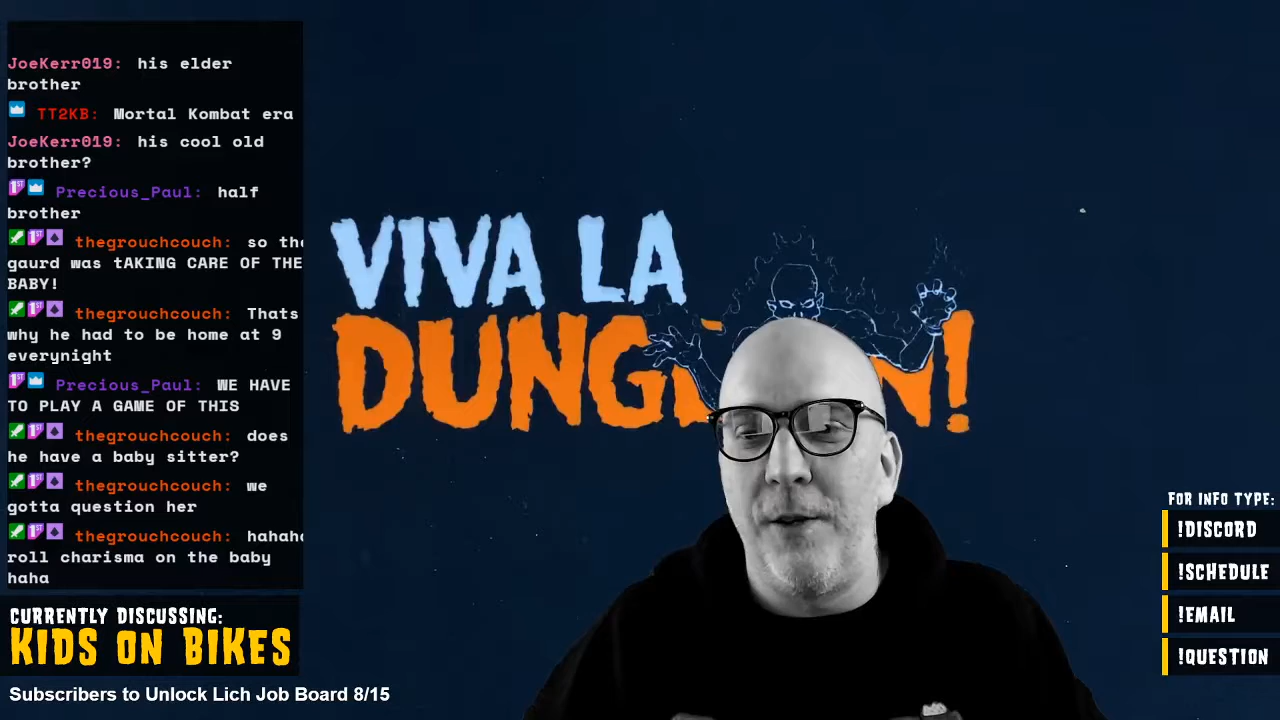 JoeKerr019: his elder
brother
TT2KB: Mortal Kombat era
JoeKerr019: his cool old
brother?
Precious_Paul: half
brother
thegrouchcouch: so the
gaurd was tAKING CARE OF THE
BABY!
thegrouchcouch: Thats
why he had to be home at 9
everynight
Precious_Paul: WE HAVE
TO PLAY A GAME OF THIS
thegrouchcouch: does
he have a baby sitter?
thegrouchcouch: we
gotta question her
thegrouchcouch: hahaha
roll charisma on the baby
haha
CURRENTLY DISCUSSING:
KIDS ON BIKES
Subscribers to Unlock Lich Job Board 8/15
VIVA LA
DUNGEON!
FOR INFO TYPE:
!DISCORD
!SCHEDULE
!EMAIL
!QUESTION